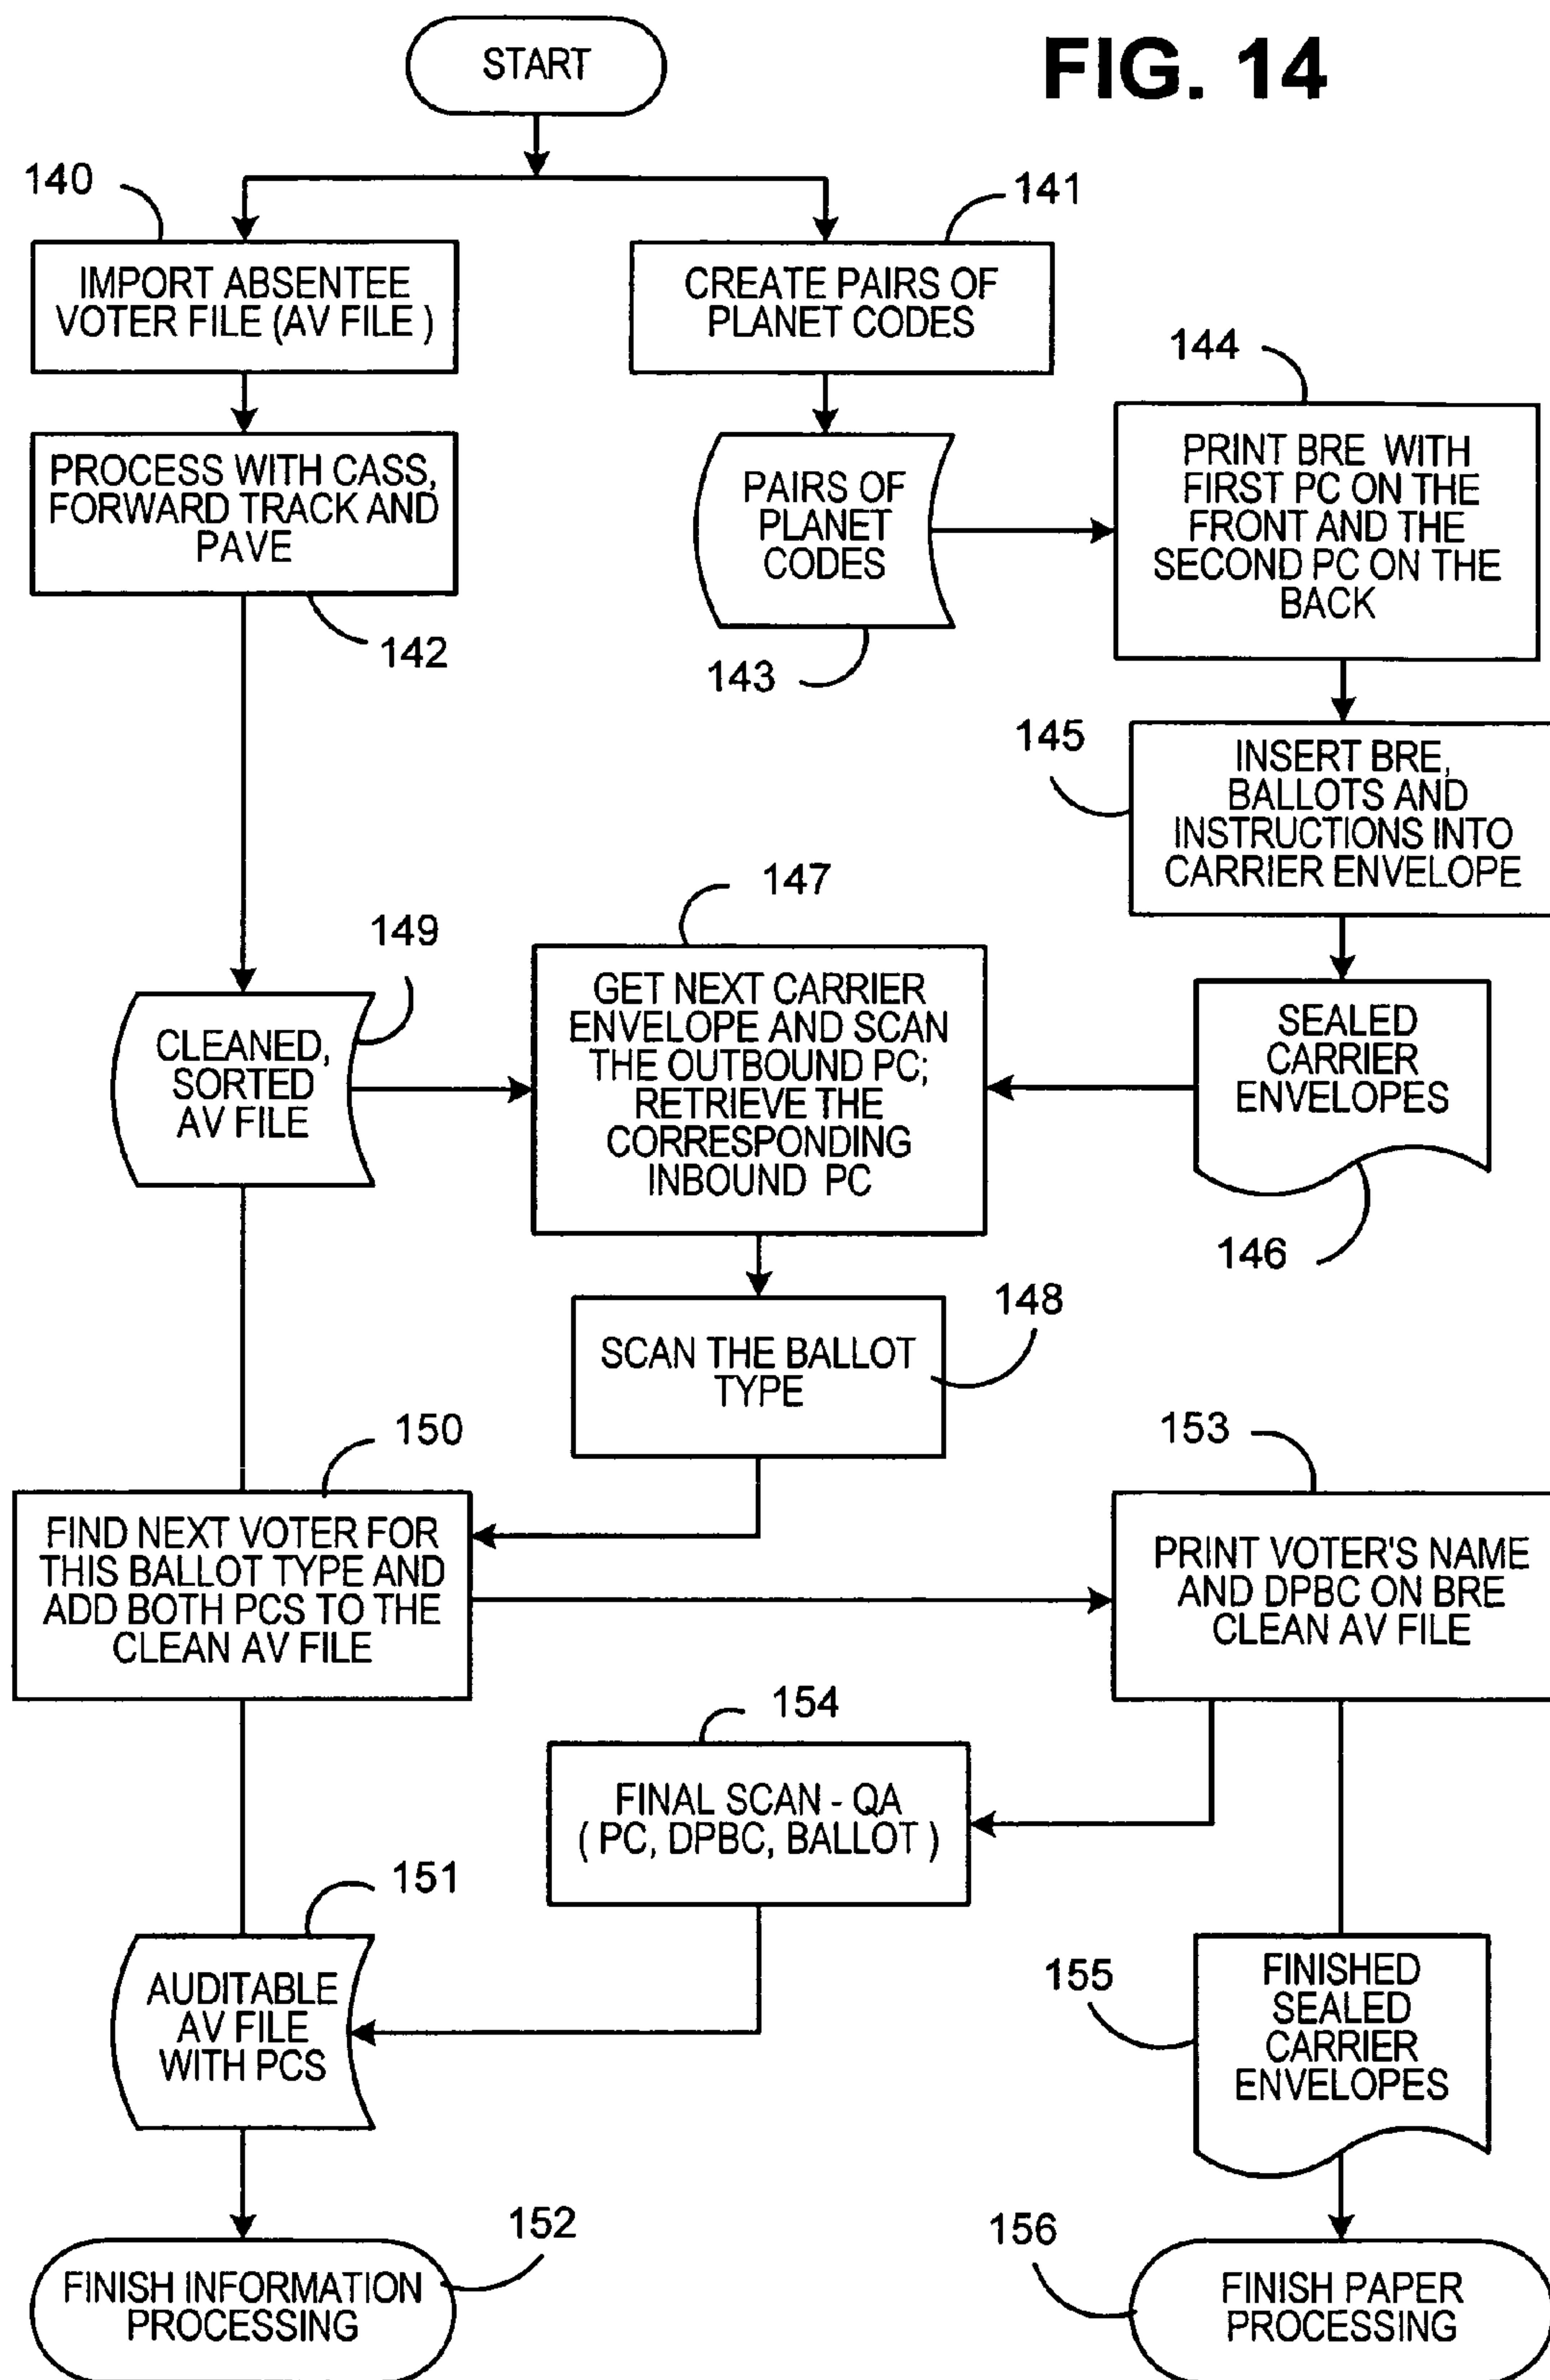 START
FIG. 14
140
141
IMPORT ABSENTEE
VOTER FILE (AV FILE )
CREATE PAIRS OF
PLANET CODES
144
PROCESS WITH CASS,
FORWARD TRACK AND
PAVE
142
PAIRS OF
PLANET
CODES
143
PRINT BRE WITH
FIRST PC ON THE
FRONT AND THE
SECOND PC ON THE
BACK
145
INSERT BRE,
BALLOTS AND
INSTRUCTIONS INTO
CARRIER ENVELOPE
147
149
CLEANED,
SORTED
AV FILE
GET NEXT CARRIER
ENVELOPE AND SCAN
THE OUTBOUND PC;
RETRIEVE THE
CORRESPONDING
INBOUND PC
SEALED
CARRIER
ENVELOPES
146
148
SCAN THE BALLOT
TYPE
150
153
FIND NEXT VOTER FOR
THIS BALLOT TYPE AND
ADD BOTH PCS TO THE
CLEAN AV FILE
PRINT VOTER'S NAME
AND DPBC ON BRE
CLEAN AV FILE
154
FINAL SCAN - QA
( PC, DPBC, BALLOT )
151
AUDITABLE
AV FILE
WITH PCS
155
FINISHED
SEALED
CARRIER
ENVELOPES
152
156
FINISH INFORMATION
PROCESSING
FINISH PAPER
PROCESSING